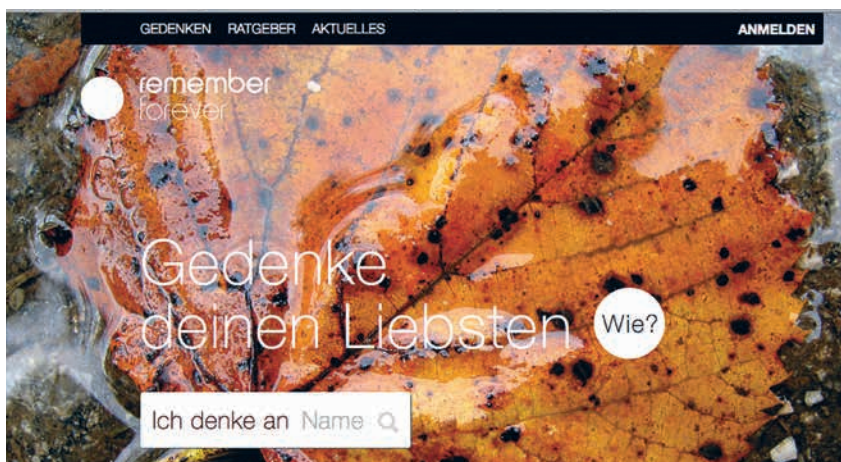 GEDENKEN RATGEBER AKTUELLES ANMELDEN
remember
forever
Gedenke
deinen Liebsten Wie?
Ich denke an Name